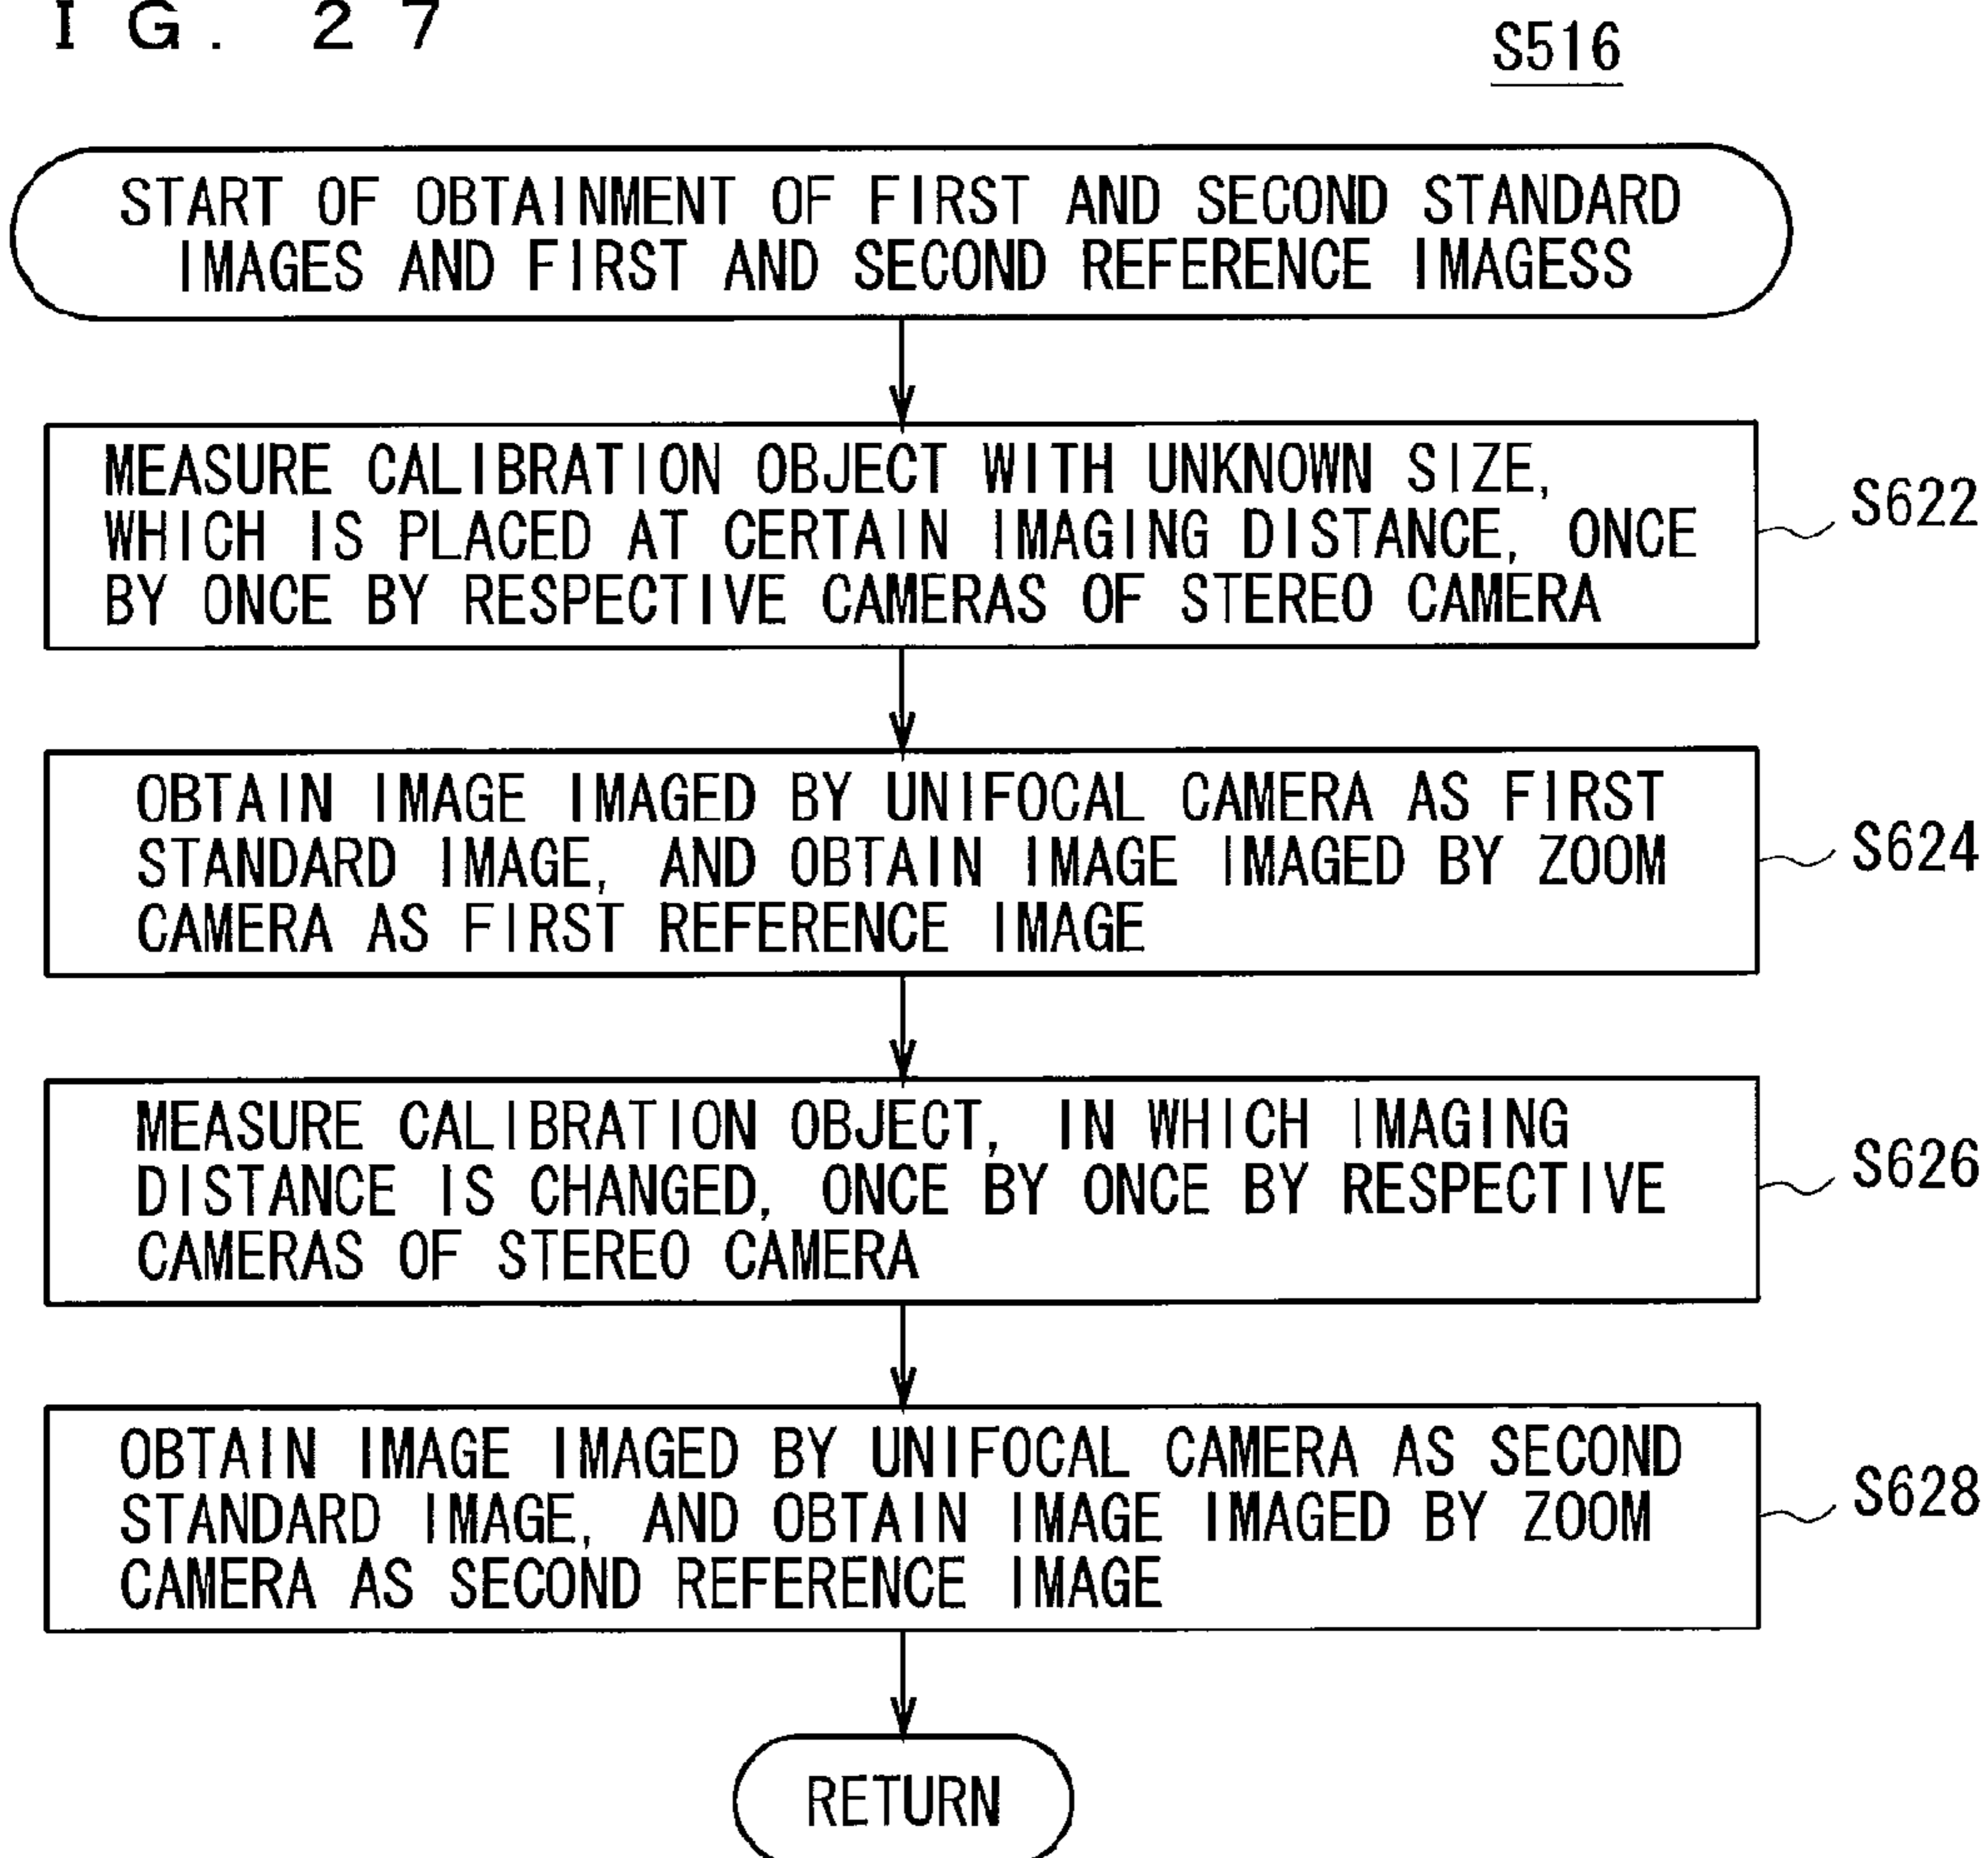 IG. 27
S516
START OF OBTAINMENT OF FIRST AND SECOND STANDARD
IMAGES AND FIRST AND SECOND REFERENCE IMAGESS
MEASURE CALIBRATION OBJECT WITH UNKNOWN SIZE,
WHICH IS PLACED AT CERTAIN IMAGING DISTANCE, ONCE
BY ONCE BY RESPECTIVE CAMERAS OF STEREO CAMERA
S622
OBTAIN IMAGE IMAGED BY UNIFOCAL CAMERA AS FIRST
STANDARD IMAGE, AND OBTAIN IMAGE IMAGED BY ZOOM
CAMERA AS FIRST REFERENCE IMAGE
S624
MEASURE CALIBRATION OBJECT, IN WHICH IMAGING
DISTANCE IS CHANGED, ONCE BY ONCE BY RESPECTIVE
CAMERAS OF STEREO CAMERA
S626
OBTAIN IMAGE IMAGED BY UNIFOCAL CAMERA AS SECOND
STANDARD IMAGE, AND OBTAIN IMAGE IMAGED BY ZOOM
CAMERA AS SECOND REFERENCE IMAGE
S628
RETURN